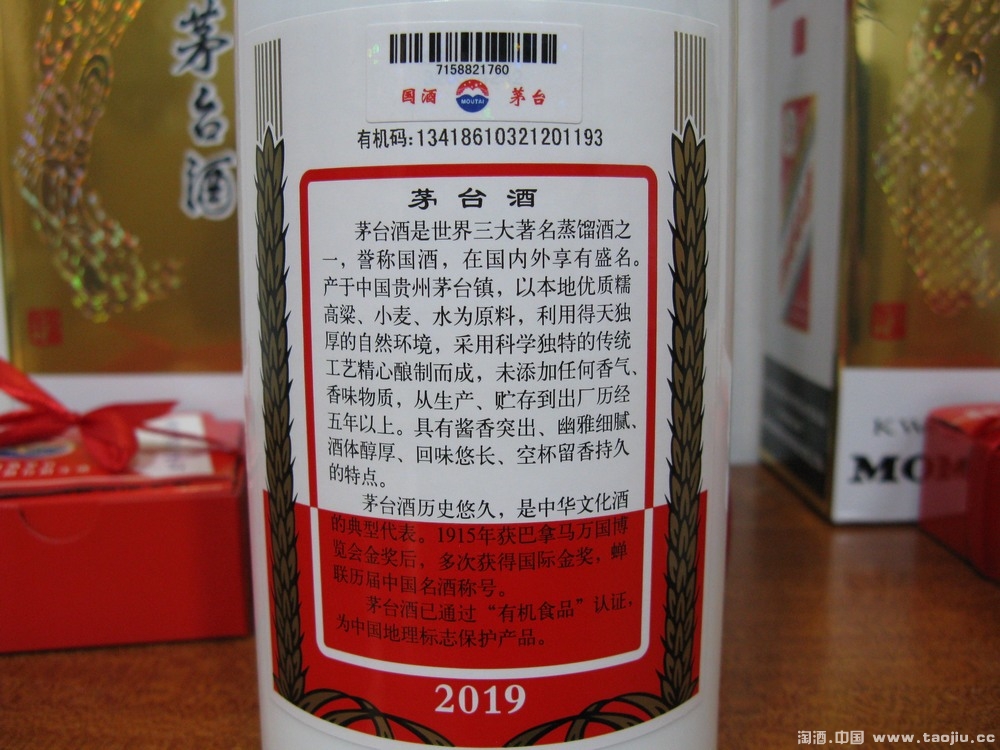 茅台酒
7158821760
国酒
MOUTAI
茅台
有机码:13418610321201193
茅台酒
茅台酒是世界三大著名蒸馏酒之
一，誉称国酒，在国内外享有盛名。
产于中国贵州茅台镇，以本地优质糯
高粱、小麦、水为原料，利用得天独
厚的自然环境，采用科学独特的传统
工艺精心酿制而成，未添加任何香气、
香味物质，从生产、贮存到出厂历经
五年以上。具有酱香突出、幽雅细腻、
酒体醇厚、回味悠长、空杯留香持久
的特点。
茅台酒历史悠久，是中华文化酒
的典型代表。1915年获巴拿马万国博
览会金奖后，多次获得国际金奖，蝉
联历届中国名酒称号。
茅台酒已通过“有机食品”认证，
为中国地理标志保护产品。
2019
KW
MO
淘酒.中国 www.taojiu.cc